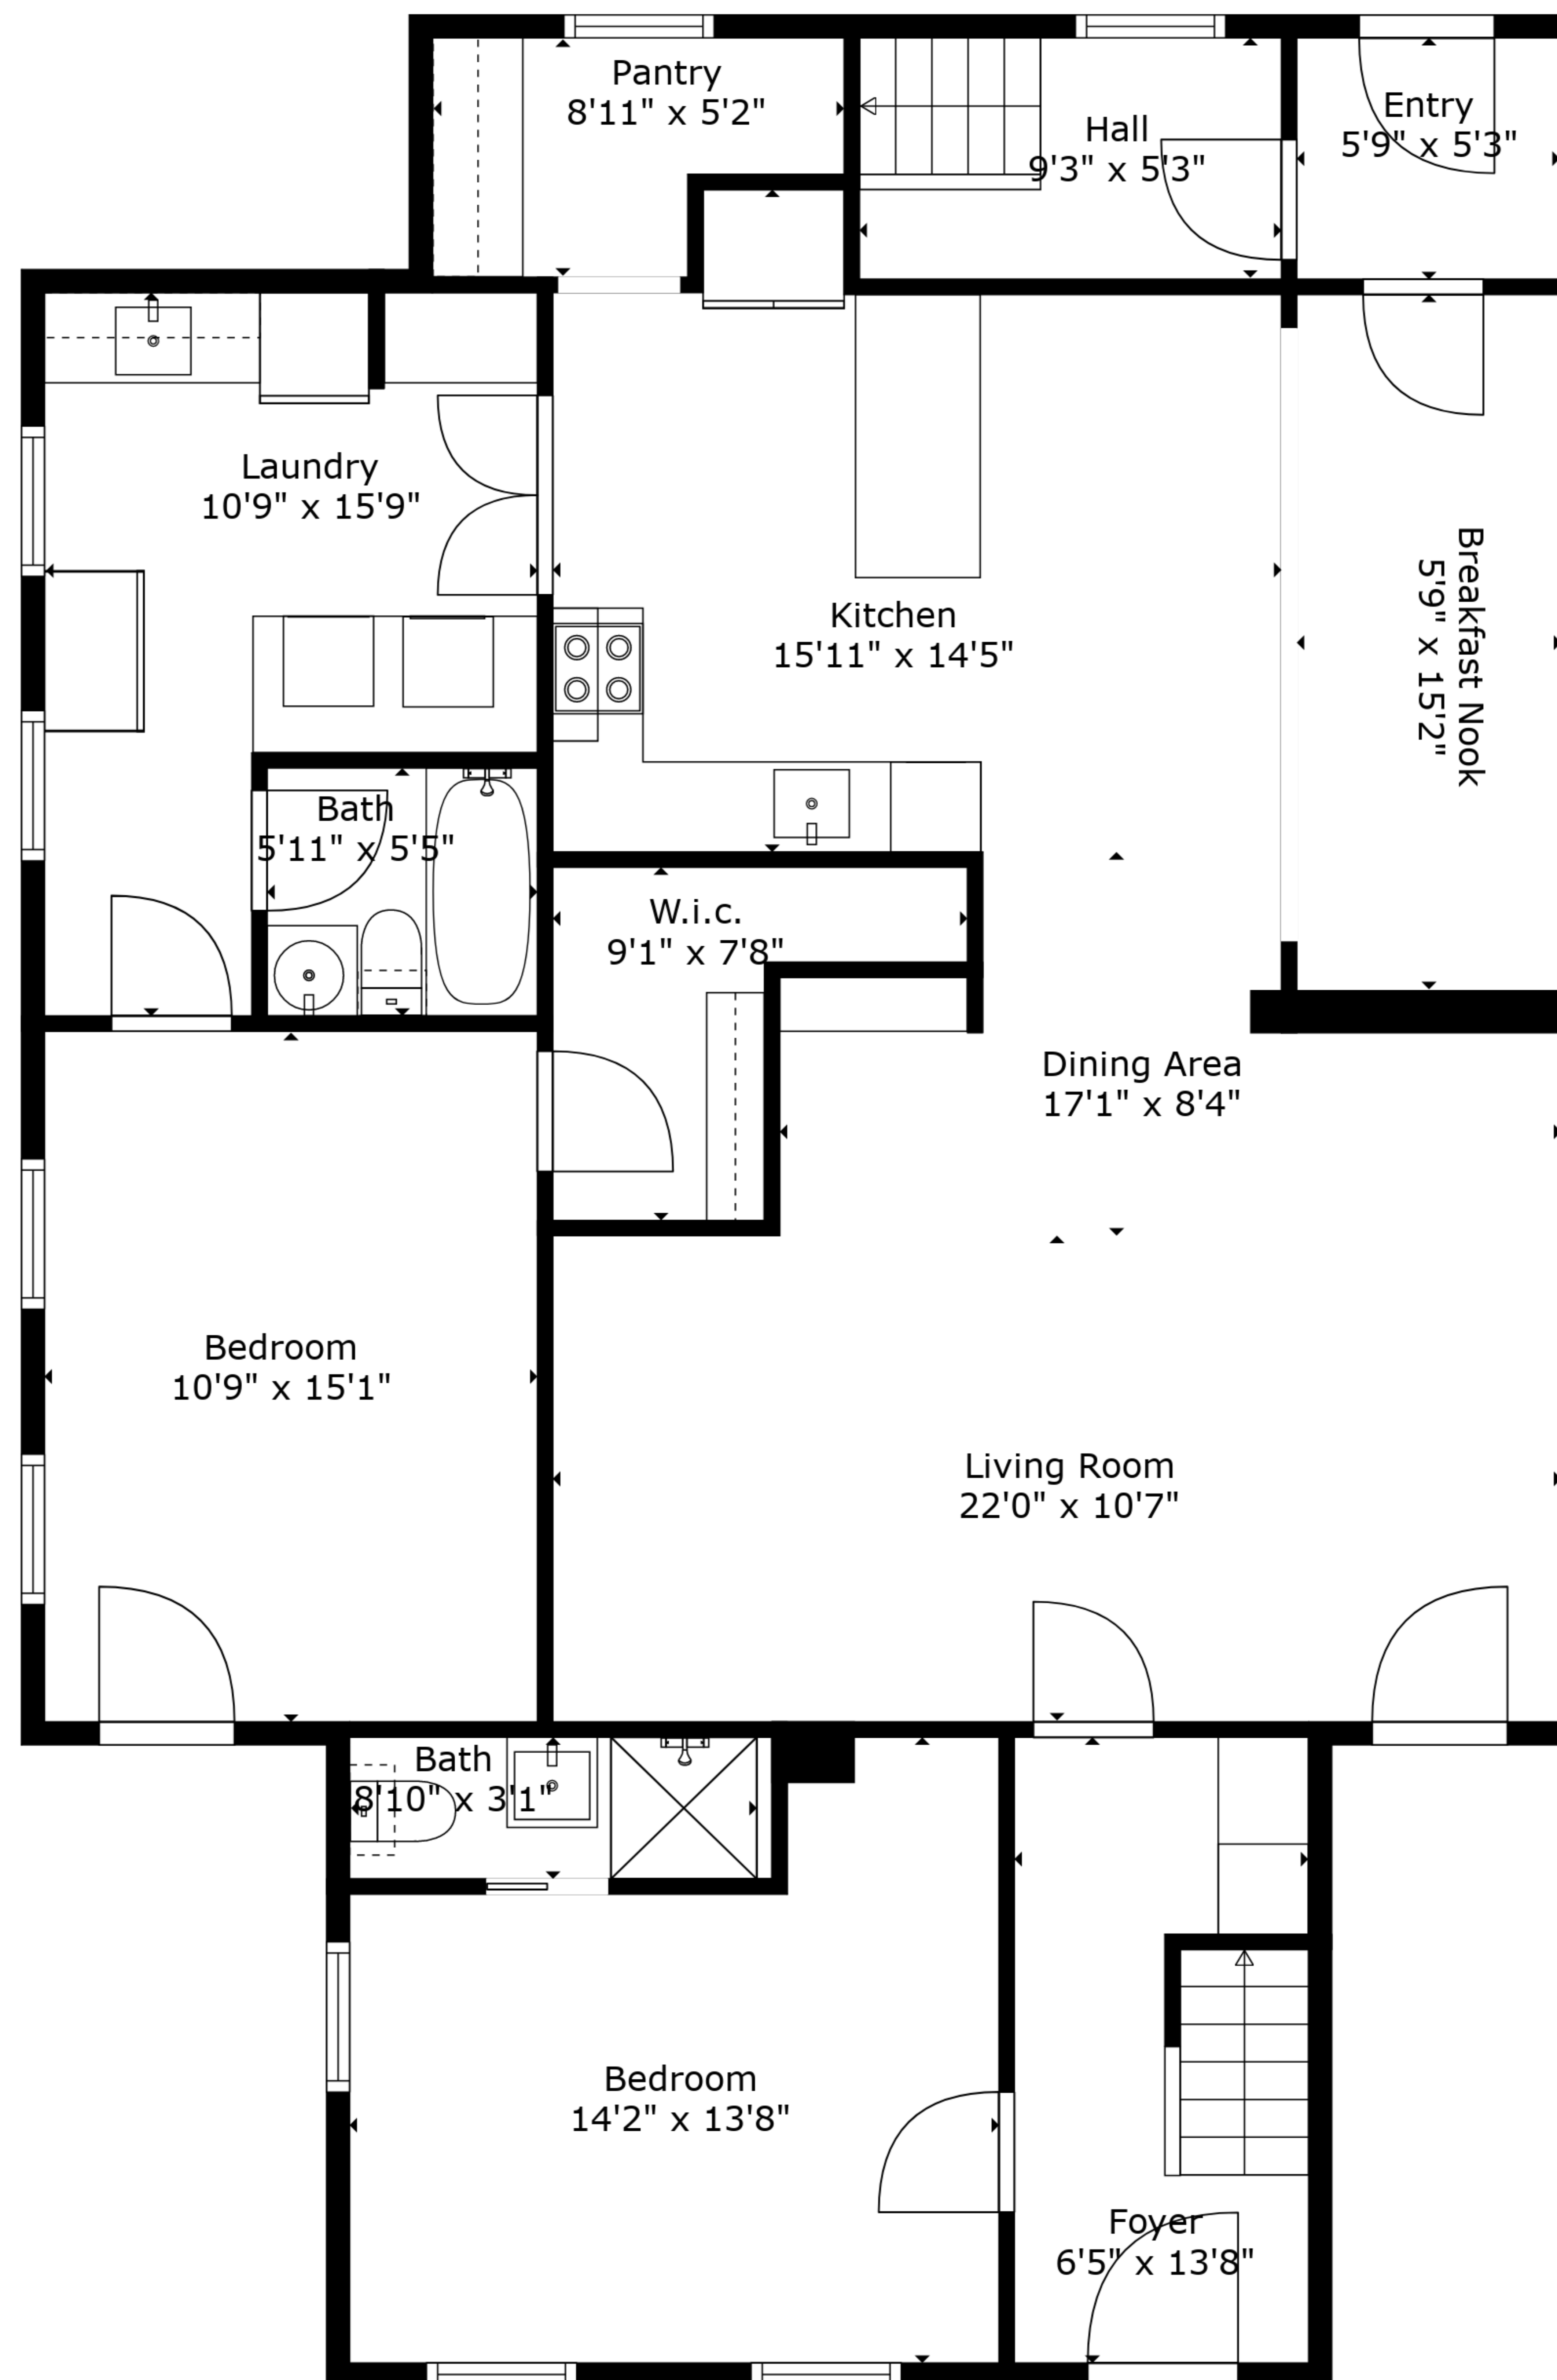 Pantry
8'11" x 5'2"
Hall
9'3" x 5'3"
Entry
5'9" x 5'3"
Laundry
10'9" x 15'9"
Kitchen
15'11" x 14'5"
Breakfast Nook
5'9" x 15'2"
Bath
5'11" x 5'5"
W.i.c.
9'1" x 7'8"
Dining Area
17'1" x 8'4"
Bedroom
10'9" x 15'1"
Living Room
22'0" x 10'7"
Bath
8'10" x 3'1"
Bedroom
14'2" x 13'8"
Foyer
6'5" x 13'8"